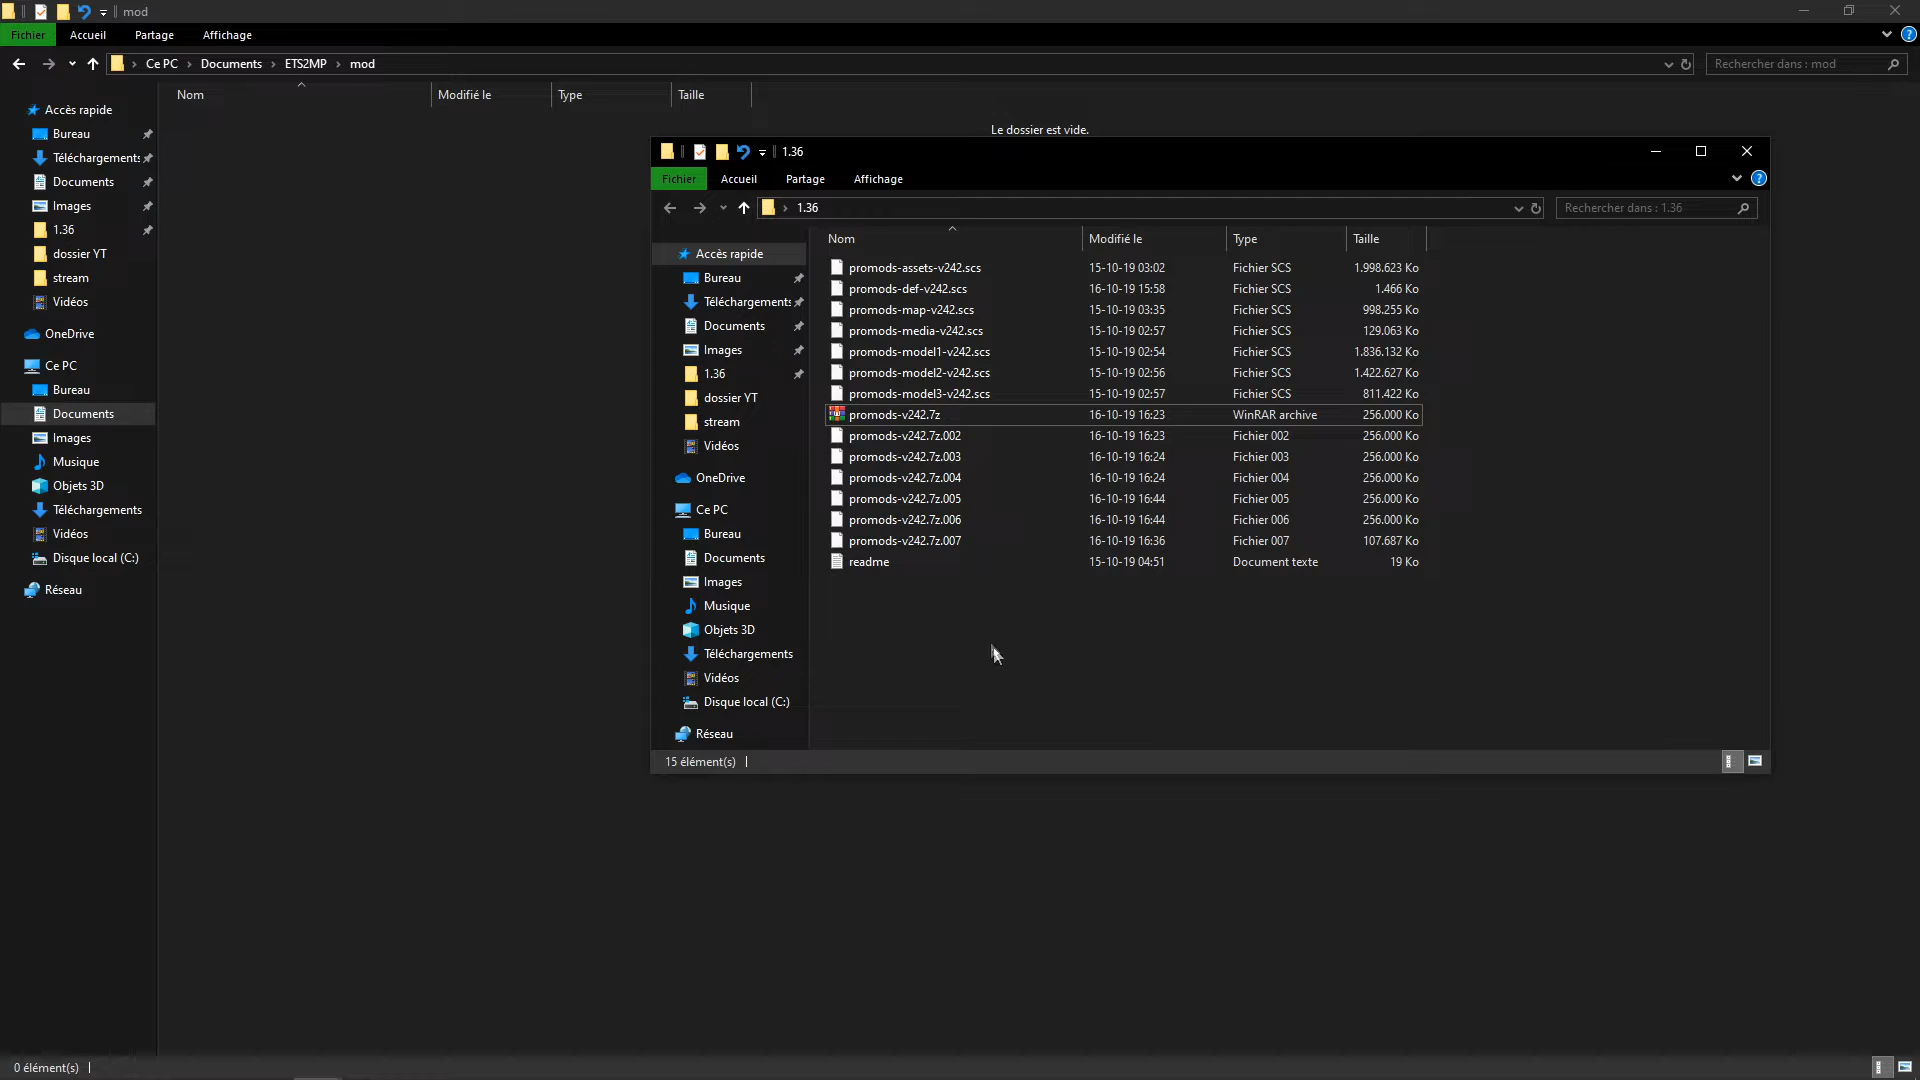 mod
Fichier Accueil Partage Affichage
Ce PC Documents ETS2MP mod
Rechercher dans : mod
Nom Modifié le Type Taille
Le dossier est vide.
Accès rapide
Bureau
Téléchargements
Documents
Images
1.36
dossier YT
stream
Vidéos
OneDrive
Ce PC
Bureau
Documents
Images
Musique
Objets 3D
Téléchargements
Vidéos
Disque local (C:)
Réseau
0 élément(s)
1.36
Fichier Accueil Partage Affichage
1.36
Rechercher dans : 1.36
Accès rapide
Bureau
Téléchargements
Documents
Images
1.36
dossier YT
stream
Vidéos
OneDrive
Ce PC
Bureau
Documents
Images
Musique
Objets 3D
Téléchargements
Vidéos
Disque local (C:)
Réseau
Nom Modifié le Type Taille
promods-assets-v242.scs 15-10-19 03:02 Fichier SCS 1.998.623 Ko
promods-def-v242.scs 16-10-19 15:58 Fichier SCS 1.466 Ko
promods-map-v242.scs 15-10-19 03:35 Fichier SCS 998.255 Ko
promods-media-v242.scs 15-10-19 02:57 Fichier SCS 129.063 Ko
promods-model1-v242.scs 15-10-19 02:54 Fichier SCS 1.836.132 Ko
promods-model2-v242.scs 15-10-19 02:56 Fichier SCS 1.422.627 Ko
promods-model3-v242.scs 15-10-19 02:57 Fichier SCS 811.422 Ko
promods-v242.7z 16-10-19 16:23 WinRAR archive 256.000 Ko
promods-v242.7z.002 16-10-19 16:23 Fichier 002 256.000 Ko
promods-v242.7z.003 16-10-19 16:24 Fichier 003 256.000 Ko
promods-v242.7z.004 16-10-19 16:24 Fichier 004 256.000 Ko
promods-v242.7z.005 16-10-19 16:44 Fichier 005 256.000 Ko
promods-v242.7z.006 16-10-19 16:44 Fichier 006 256.000 Ko
promods-v242.7z.007 16-10-19 16:36 Fichier 007 107.687 Ko
readme 15-10-19 04:51 Document texte 19 Ko
15 élément(s)